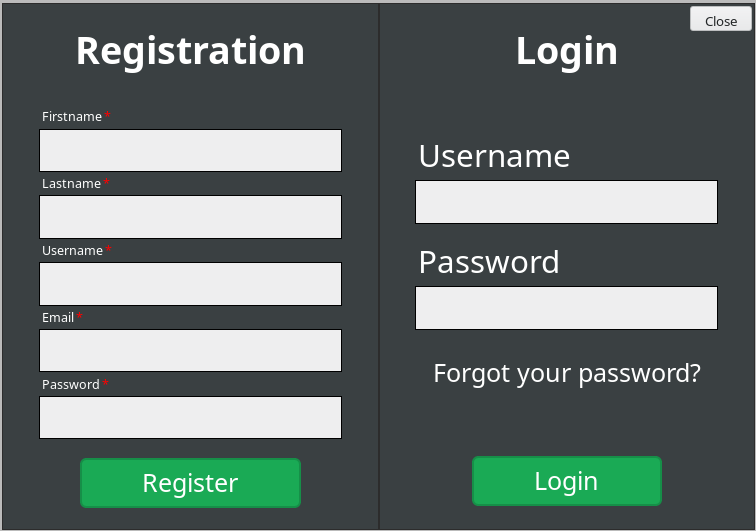 Close
Registration
Firstname *
Lastname *
Username *
Email *
Password *
Register
Login
Username
Password
Forgot your password?
Login